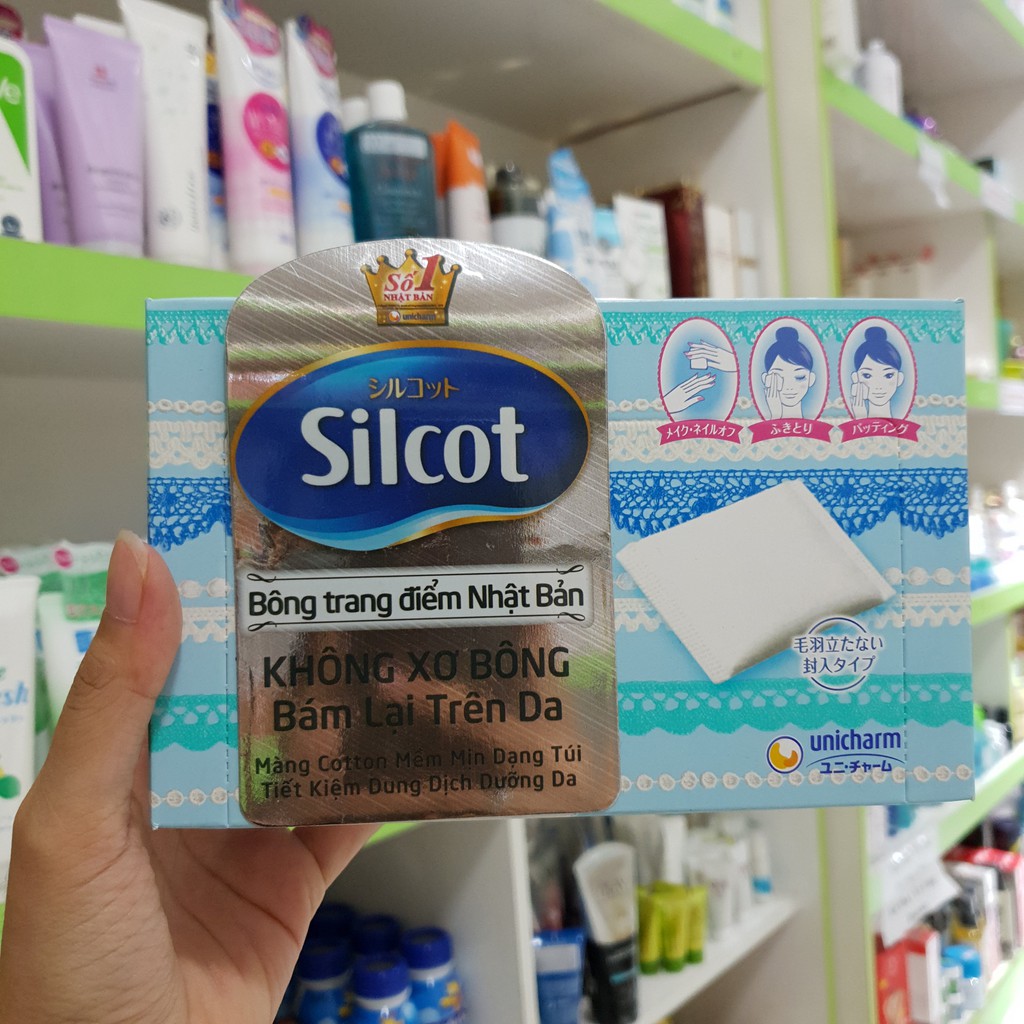 Số 1
NHẬT BẢN
unicharm
シルコット
Silcot
Bông trang điểm Nhật Bản
KHÔNG XƠ BÔNG
Bám Lại Trên Da
Màng Cotton Mềm Mịn Dạng Túi
Tiết Kiệm Dung Dịch Dưỡng Da
メイク・ネイルオフ
ふきとり
パッティング
毛羽立たない
封入タイプ
unicharm
ユニ・チャーム